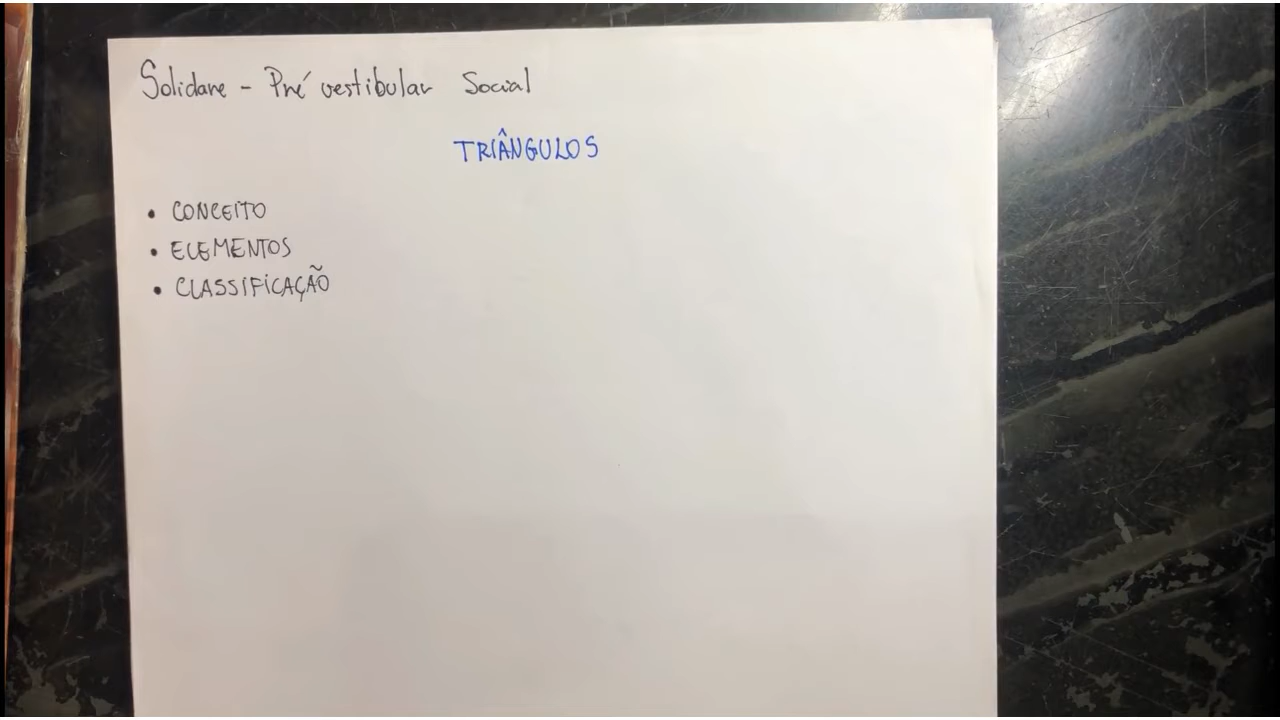 Solidare - Pré vestibular Social
TRIÂNGULOS
• CONCEITO
• ELEMENTOS
• CLASSIFICAÇÃO